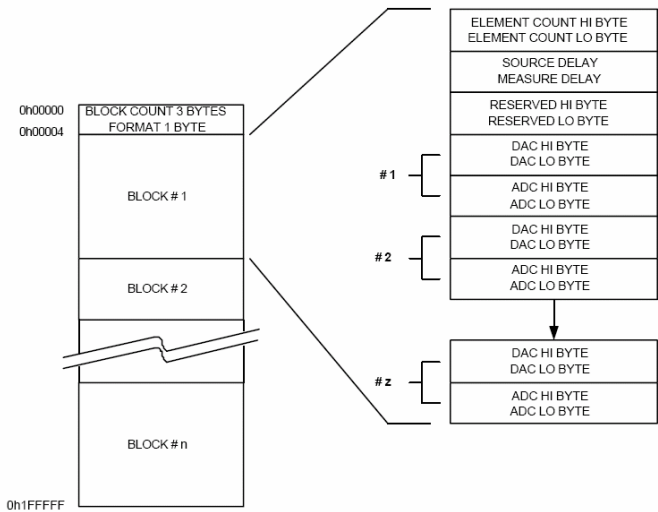 0h00000
0h00004
BLOCK COUNT 3 BYTES
FORMAT 1 BYTE
BLOCK # 1
BLOCK # 2
BLOCK # n
0h1FFFFF
ELEMENT COUNT HI BYTE
ELEMENT COUNT LO BYTE
SOURCE DELAY
MEASURE DELAY
RESERVED HI BYTE
RESERVED LO BYTE
# 1
DAC HI BYTE
DAC LO BYTE
ADC HI BYTE
ADC LO BYTE
# 2
DAC HI BYTE
DAC LO BYTE
ADC HI BYTE
ADC LO BYTE
# z
DAC HI BYTE
DAC LO BYTE
ADC HI BYTE
ADC LO BYTE